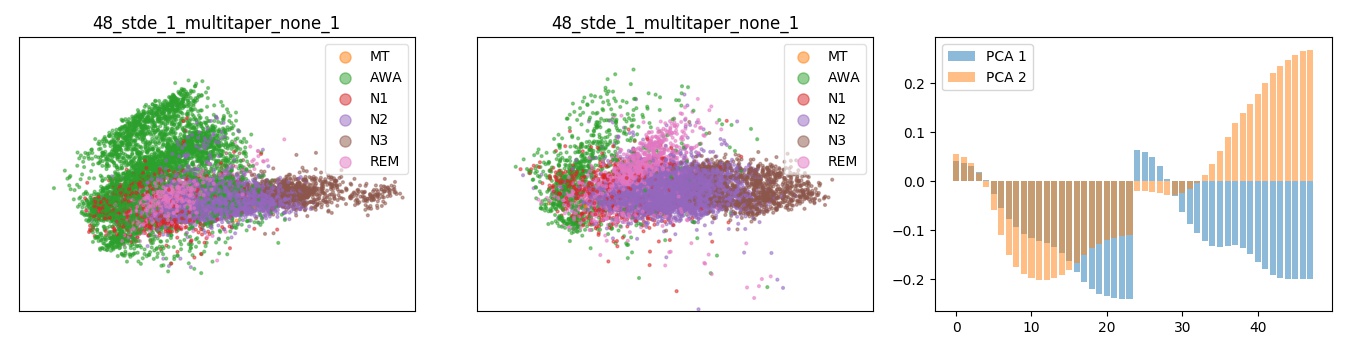 48_stde_1_multitaper_none_1
MT
AWA
N1
N2
N3
REM
48_stde_1_multitaper_none_1
MT
AWA
N1
N2
N3
REM
PCA 1
PCA 2
0.2
0.1
0.0
−0.1
−0.2
0
10
20
30
40